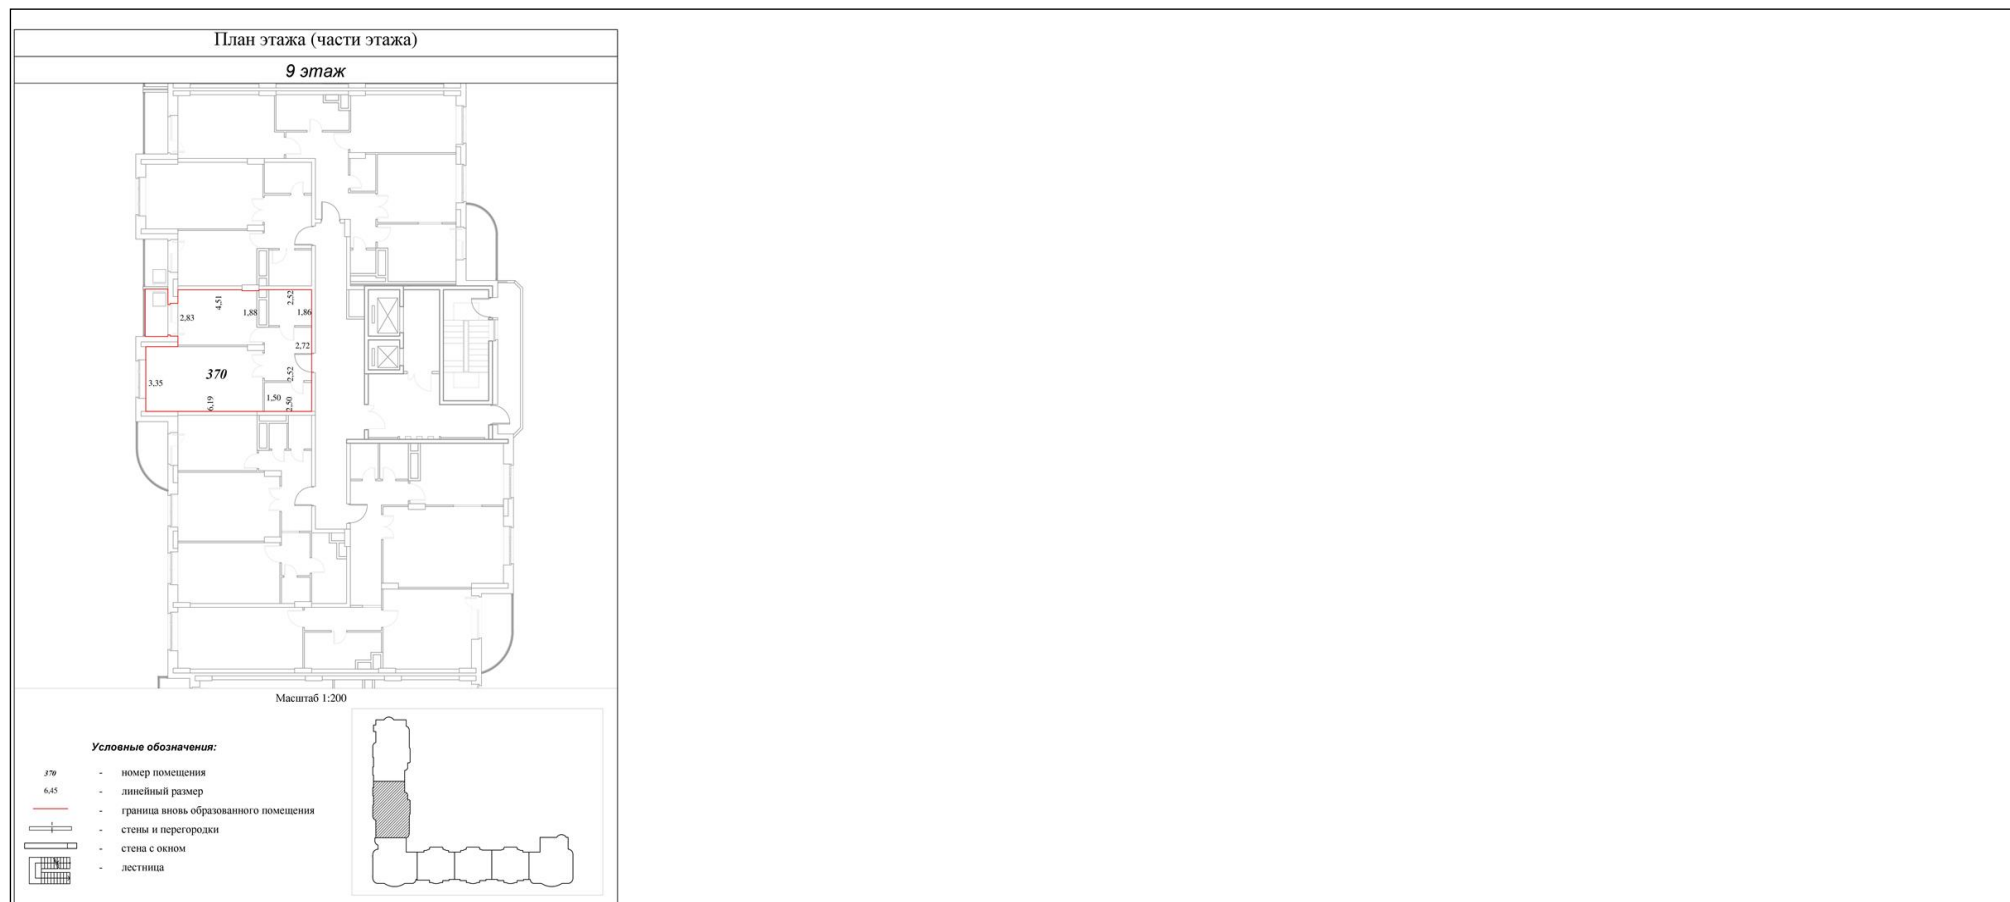 План этажа (части этажа)
9 этаж
4,51
2,52
2,83
1,88
1,86
2,72
370
2,52
3,35
6,19
1,50
2,50
Масштаб 1:200
Условные обозначения:
370 - номер помещения
6,45 - линейный размер
- граница вновь образованного помещения
- стены и перегородки
- стена с окном
- лестница